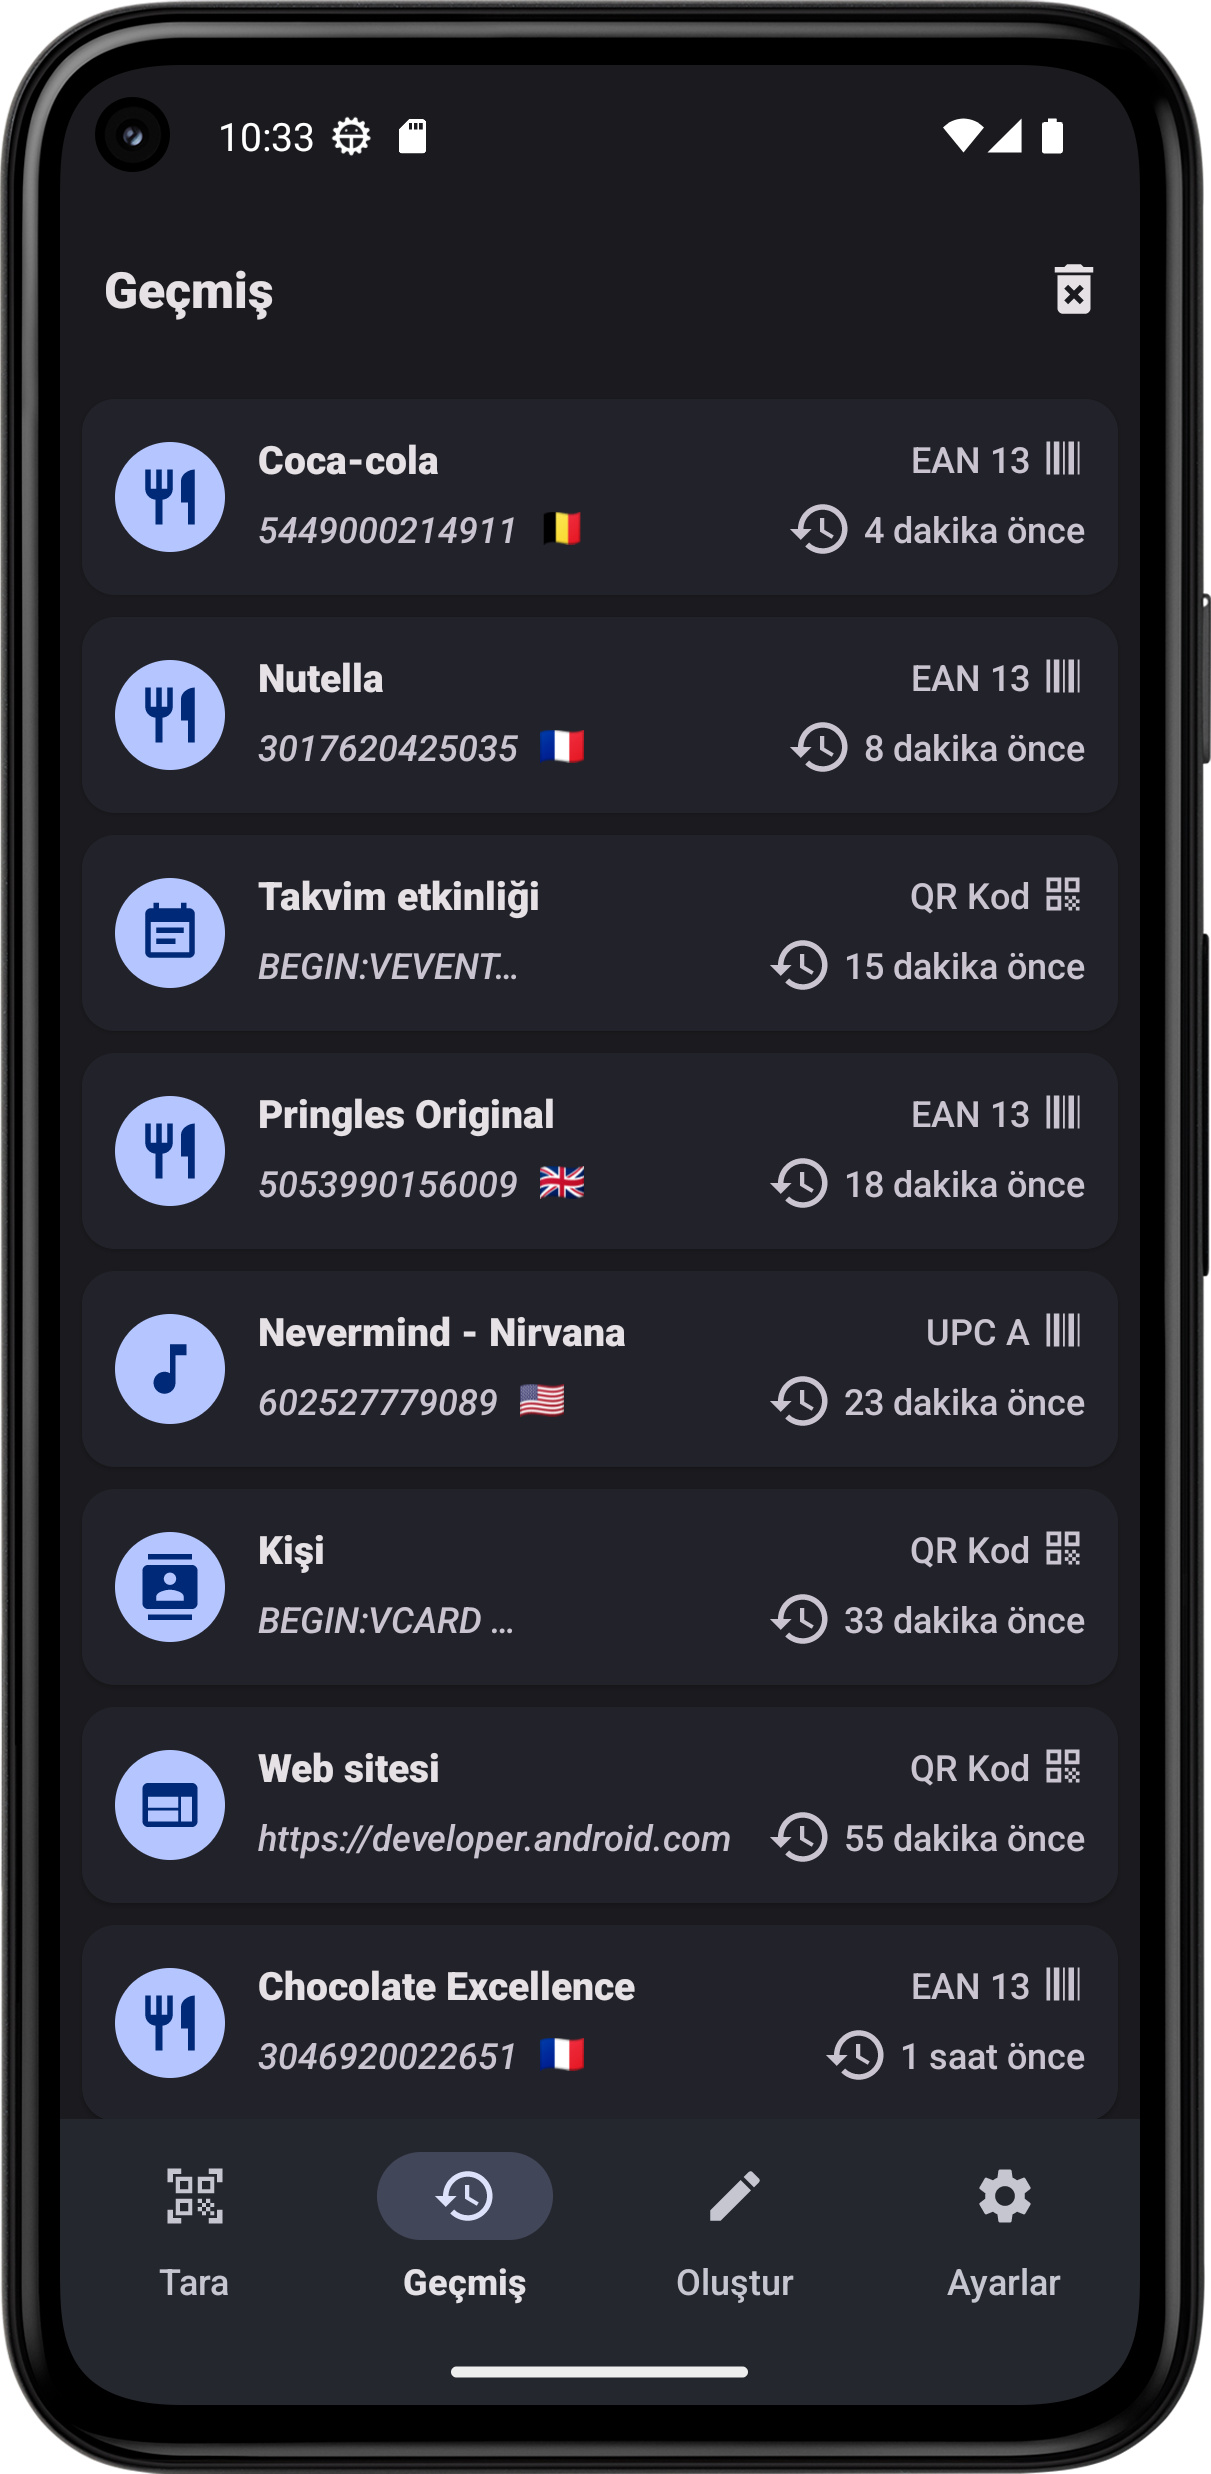 10:33
Geçmiş
Coca-cola EAN 13
5449000214911 4 dakika önce
Nutella EAN 13
3017620425035 8 dakika önce
Takvim etkinliği QR Kod
BEGIN:VEVENT... 15 dakika önce
Pringles Original EAN 13
5053990156009 18 dakika önce
Nevermind - Nirvana UPC A
602527779089 23 dakika önce
Kişi QR Kod
BEGIN:VCARD ... 33 dakika önce
Web sitesi QR Kod
https://developer.android.com 55 dakika önce
Chocolate Excellence EAN 13
3046920022651 1 saat önce
Tara Geçmiş Oluştur Ayarlar